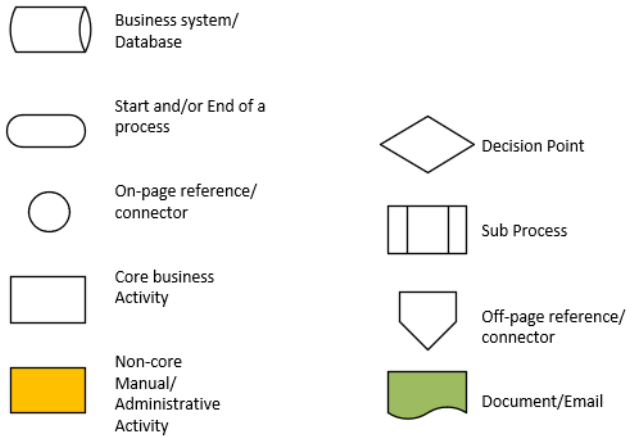 Business system/
Database
Start and/or End of a
process
On-page reference/
connector
Core business
Activity
Non-core
Manual/
Administrative
Activity
Decision Point
Sub Process
Off-page reference/
connector
Document/Email